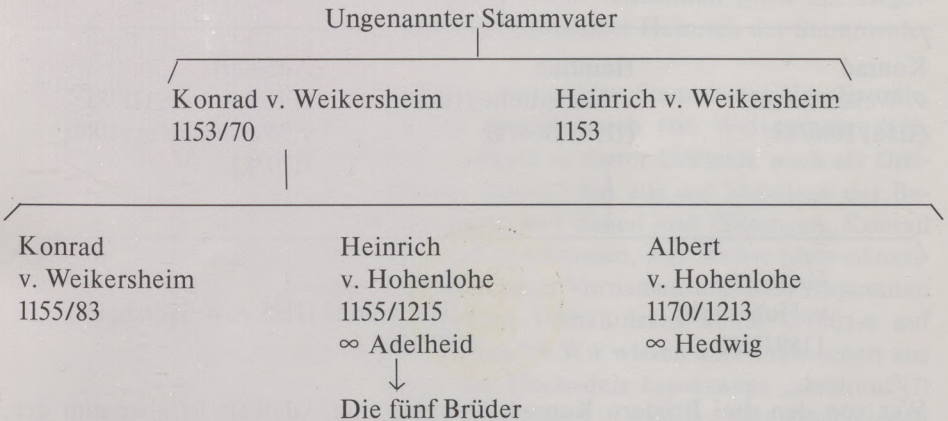 Ungenannter Stammvater
Konrad v. Weikersheim
1153/70
Heinrich v. Weikersheim
1153
Konrad
v. Weikersheim
1155/83
Heinrich
v. Hohenlohe
1155/1215
∞ Adelheid
Die fünf Brüder
Albert
v. Hohenlohe
1170/1213
∞ Hedwig